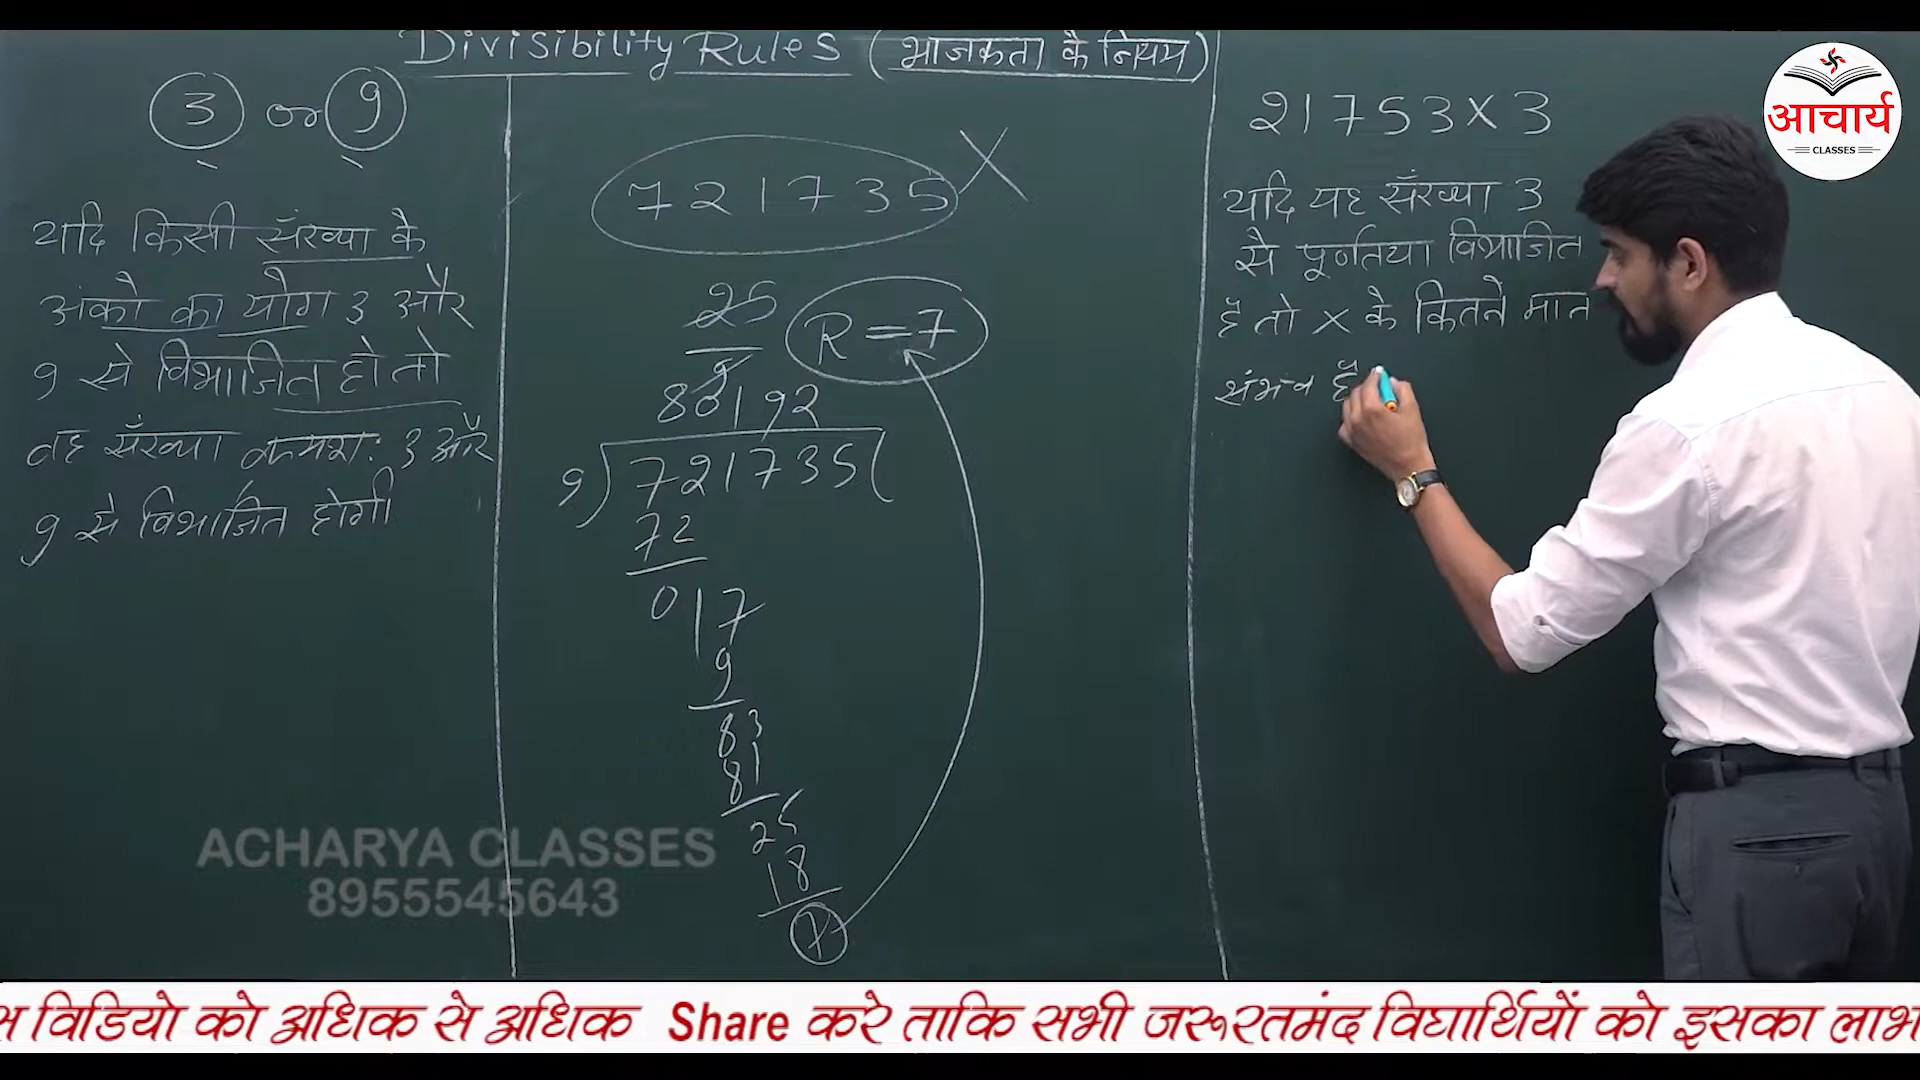 Divisibility Rules (भाजकता के नियम)
3 or 9
यदि किसी सँख्या के
अंको का योग 3 और
9 से विभाजित हो तो
वह सँख्या क्रमश: 3 और
9 से विभाजित होगी
721735 X
25
9
R = 7
80192
9) 721735 (
72
017
9
83
81
25
18
7
21753X3
यदि यह सँख्या 3
से पूर्णतया विभाजित
है तो X के कितने मान
संभव हैं
आचार्य
CLASSES
ACHARYA CLASSES
8955545643
विडियो को अधिक से अधिक Share करे ताकि सभी जरूरतमंद विद्यार्थियों को इसका लाभ